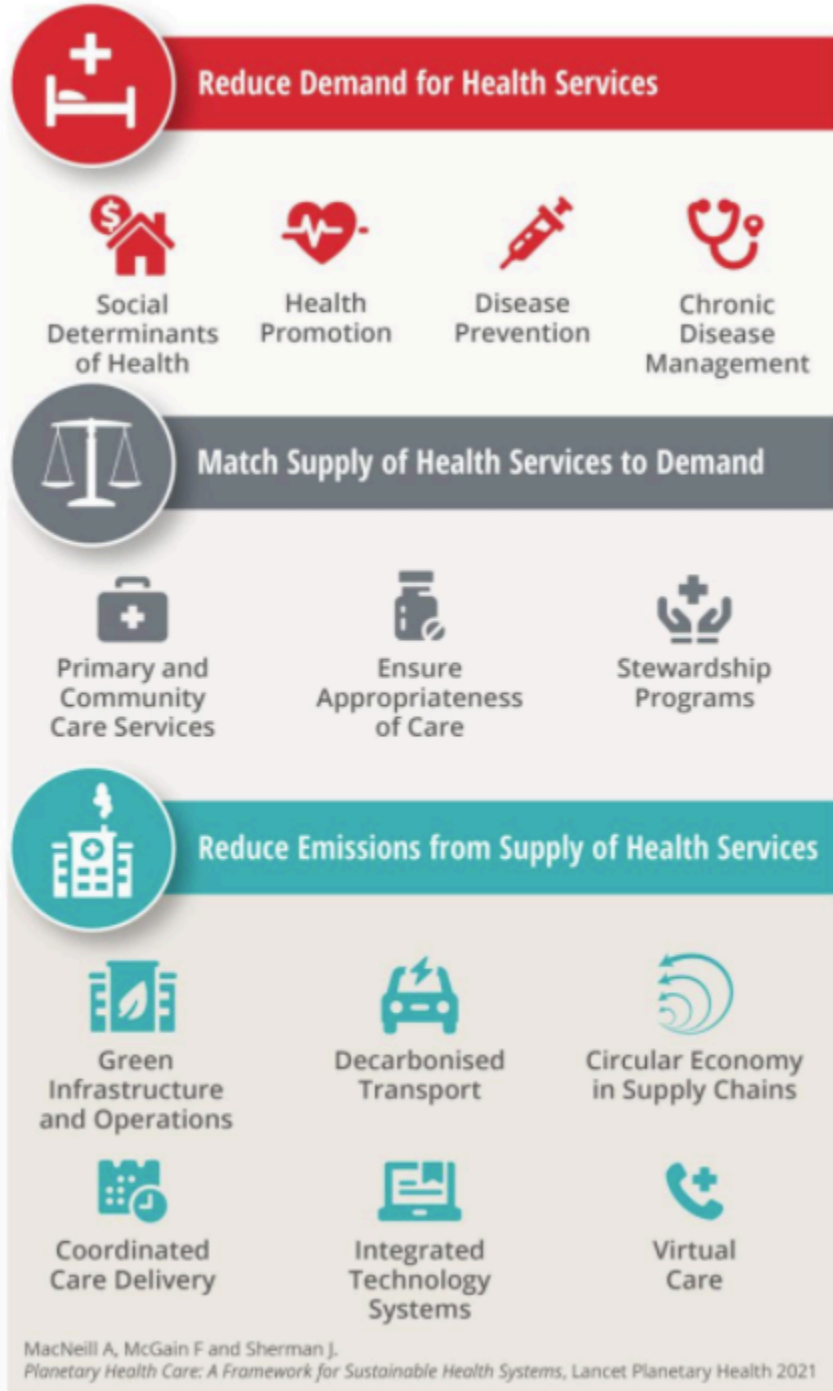 Reduce Demand for Health Services
$
Social
Determinants
of Health
Health
Promotion
Disease
Prevention
Chronic
Disease
Management
Match Supply of Health Services to Demand
Primary and
Community
Care Services
Ensure
Appropriateness
of Care
Stewardship
Programs
Reduce Emissions from Supply of Health Services
Green
Infrastructure
and Operations
Decarbonised
Transport
Circular Economy
in Supply Chains
Coordinated
Care Delivery
Integrated
Technology
Systems
Virtual
Care
MacNeill A, McGain F and Sherman J.
Planetary Health Care: A Framework for Sustainable Health Systems, Lancet Planetary Health 2021